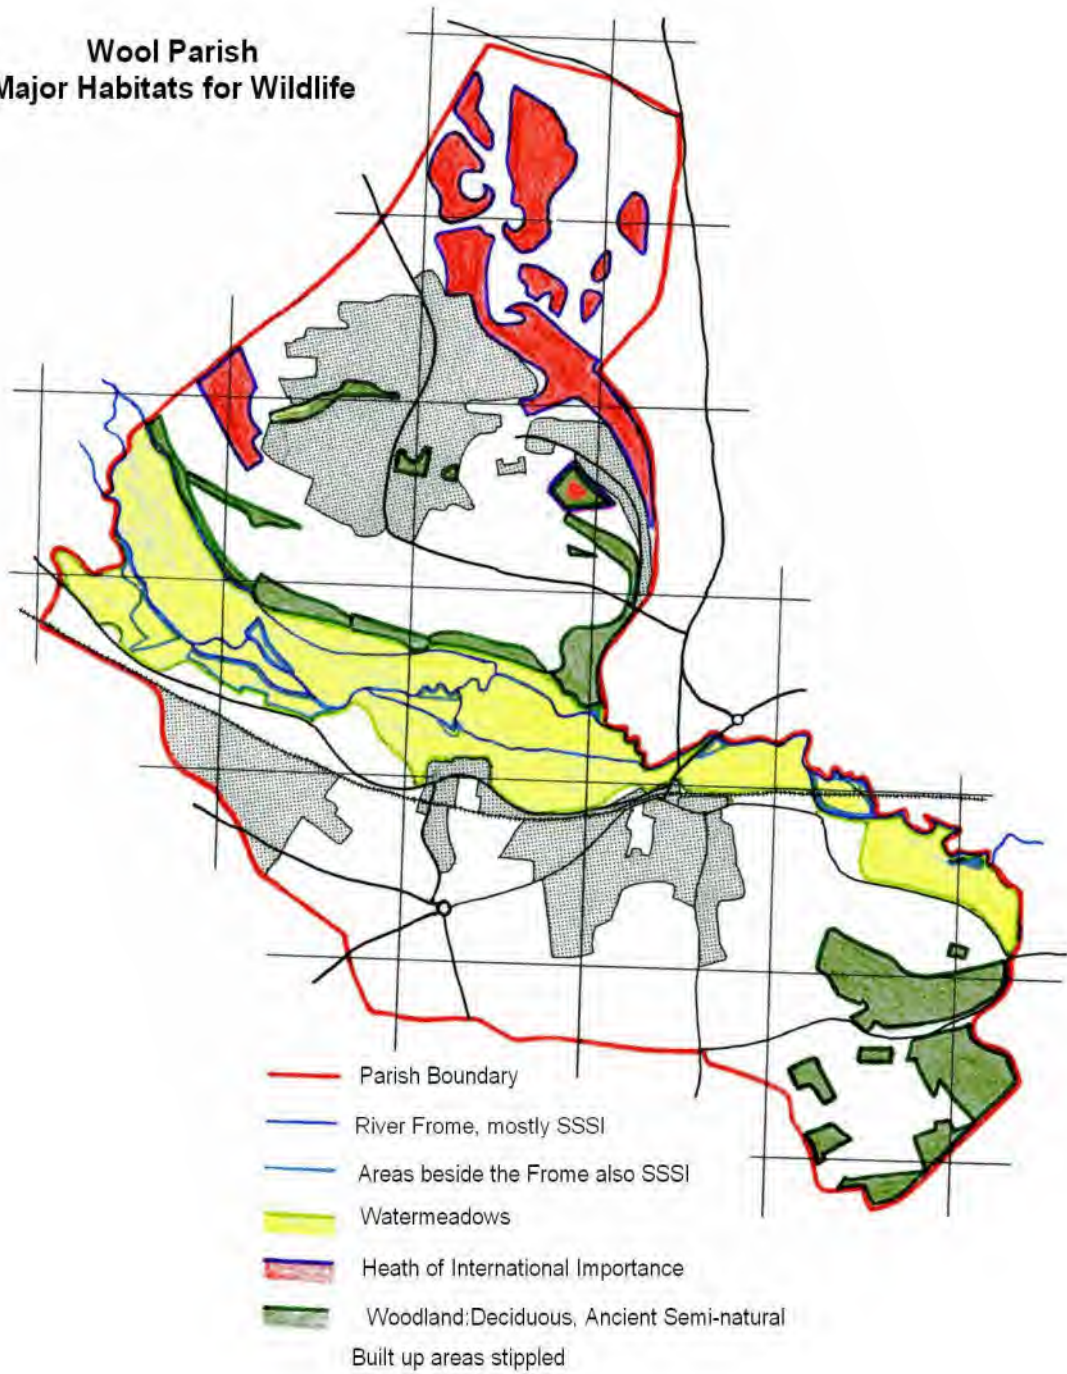 Wool Parish
Major Habitats for Wildlife
Parish Boundary
River Frome, mostly SSSI
Areas beside the Frome also SSSI
Watermeadows
Heath of International Importance
Woodland:Deciduous, Ancient Semi-natural
Built up areas stippled